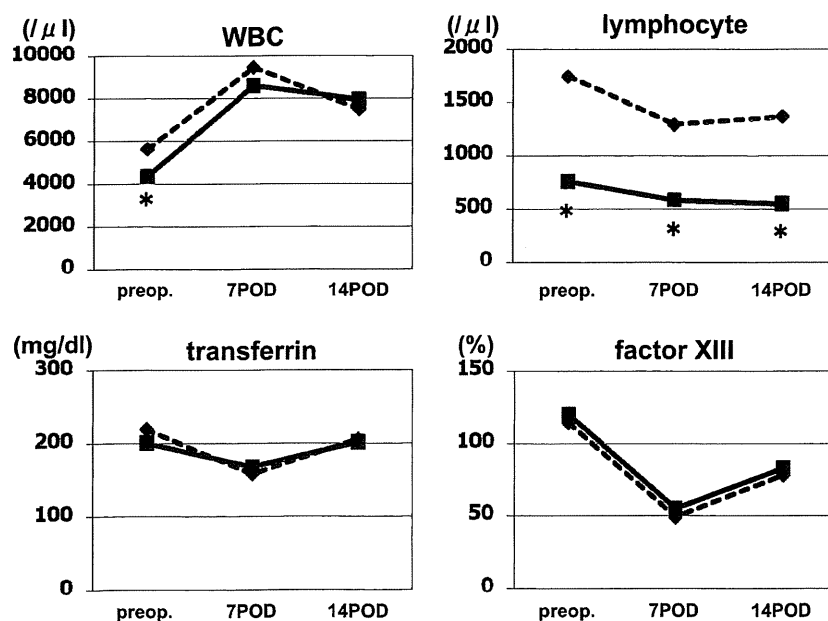 (/μl)
WBC
10000
8000
6000
4000
2000
0
*
preop. 7POD 14POD
(/μl)
lymphocyte
2000
1500
1000
500
0
* * *
preop. 7POD 14POD
(mg/dl)
transferrin
300
200
100
0
preop. 7POD 14POD
(%)
factor XIII
150
100
50
0
preop. 7POD 14POD